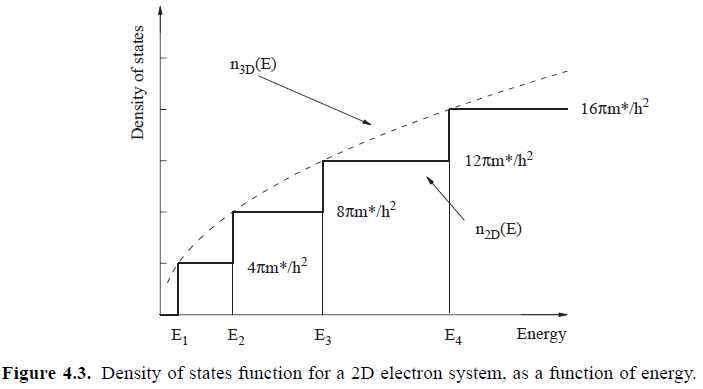 Density of states
n3D(E)
16πm*/h²
12πm*/h²
8πm*/h²
n2D(E)
4πm*/h²
E1 E2 E3 E4 Energy
Figure 4.3. Density of states function for a 2D electron system, as a function of energy.